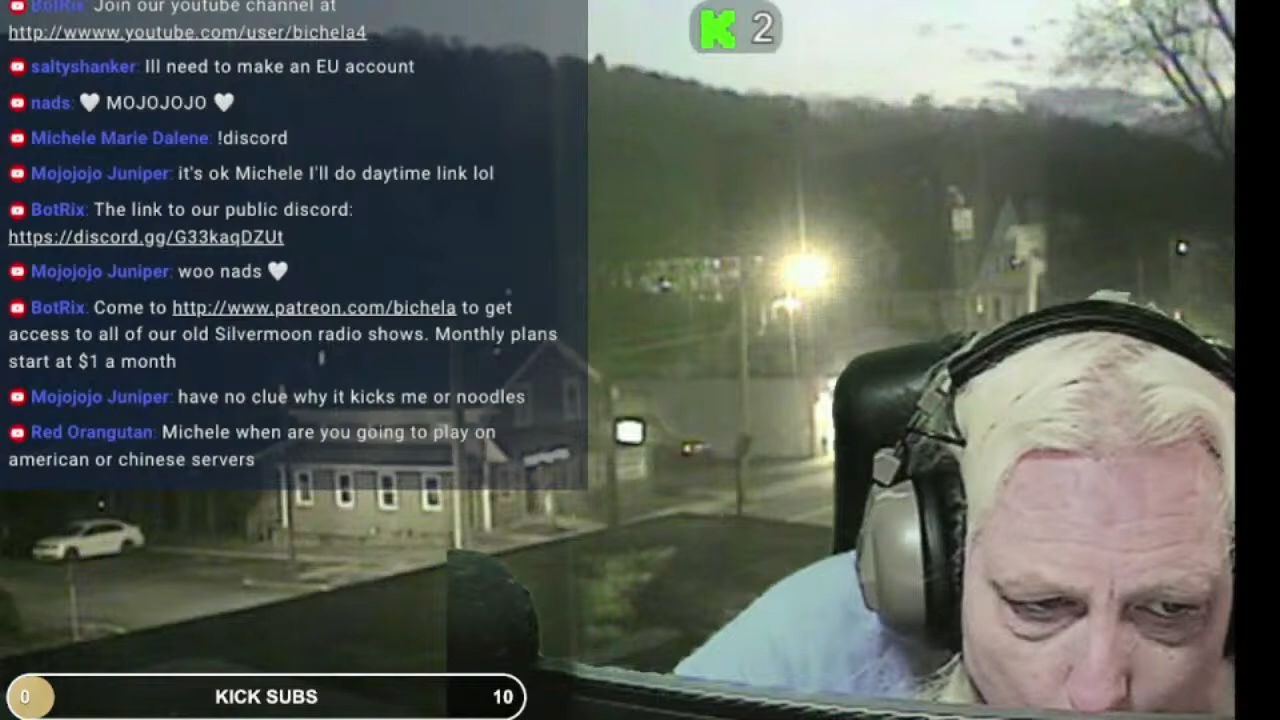 BotRix: Join our youtube channel at
http://wwww.youtube.com/user/bichela4
K 2
saltyshanker: Ill need to make an EU account
nads: 🤍 MOJOJOJO 🤍
Michele Marie Dalene: !discord
Mojojojo Juniper: it's ok Michele I'll do daytime link lol
BotRix: The link to our public discord:
https://discord.gg/G33kaqDZUt
Mojojojo Juniper: woo nads 🤍
BotRix: Come to http://www.patreon.com/bichela to get
access to all of our old Silvermoon radio shows. Monthly plans
start at $1 a month
Mojojojo Juniper: have no clue why it kicks me or noodles
Red Orangutan: Michele when are you going to play on
american or chinese servers
0 KICK SUBS 10